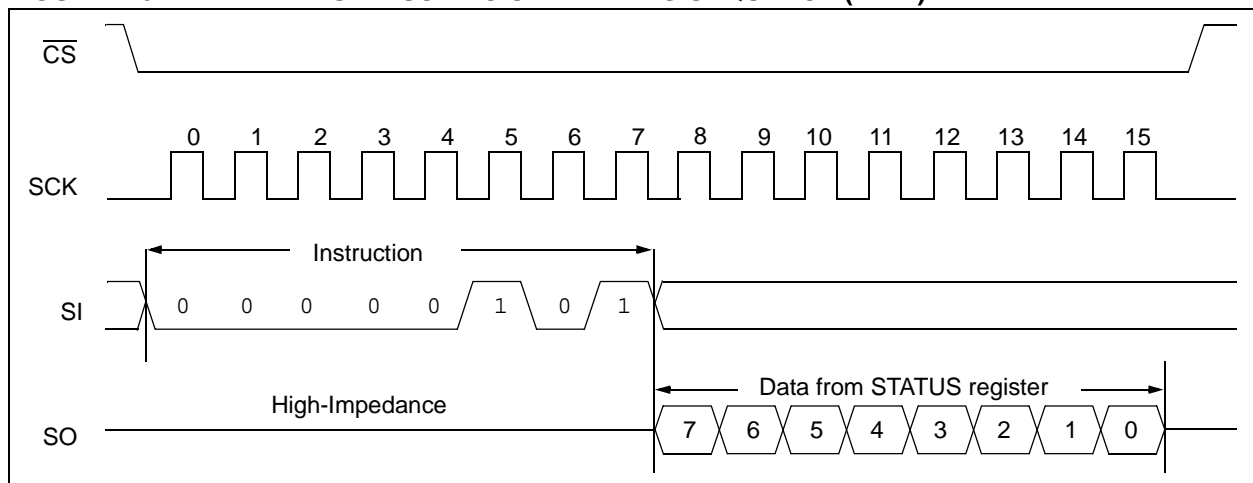 CS
0 1 2 3 4 5 6 7 8 9 10 11 12 13 14 15
SCK
Instruction
SI 0 0 0 0 0 1 0 1
Data from STATUS register
High-Impedance
SO 7 6 5 4 3 2 1 0